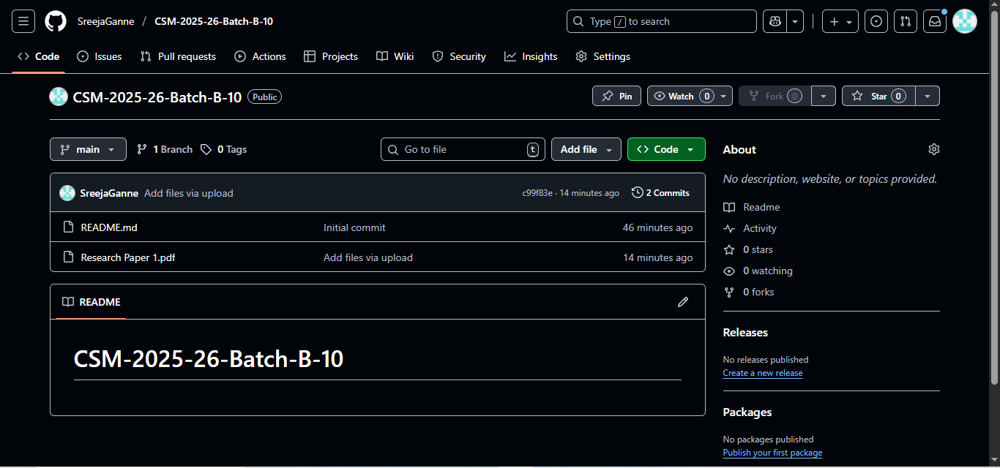 SreejaGanne / CSM-2025-26-Batch-B-10 Type / to search
Code Issues Pull requests Actions Projects Wiki Security Insights Settings
CSM-2025-26-Batch-B-10 Public Pin Watch 0 Fork 0 Star 0
main 1 Branch 0 Tags Go to file t Add file Code
SreejaGanne Add files via upload c99f83e · 14 minutes ago 2 Commits
README.md Initial commit 46 minutes ago
Research Paper 1.pdf Add files via upload 14 minutes ago
README
CSM-2025-26-Batch-B-10
About
No description, website, or topics provided.
Readme
Activity
0 stars
0 watching
0 forks
Releases
No releases published
Create a new release
Packages
No packages published
Publish your first package